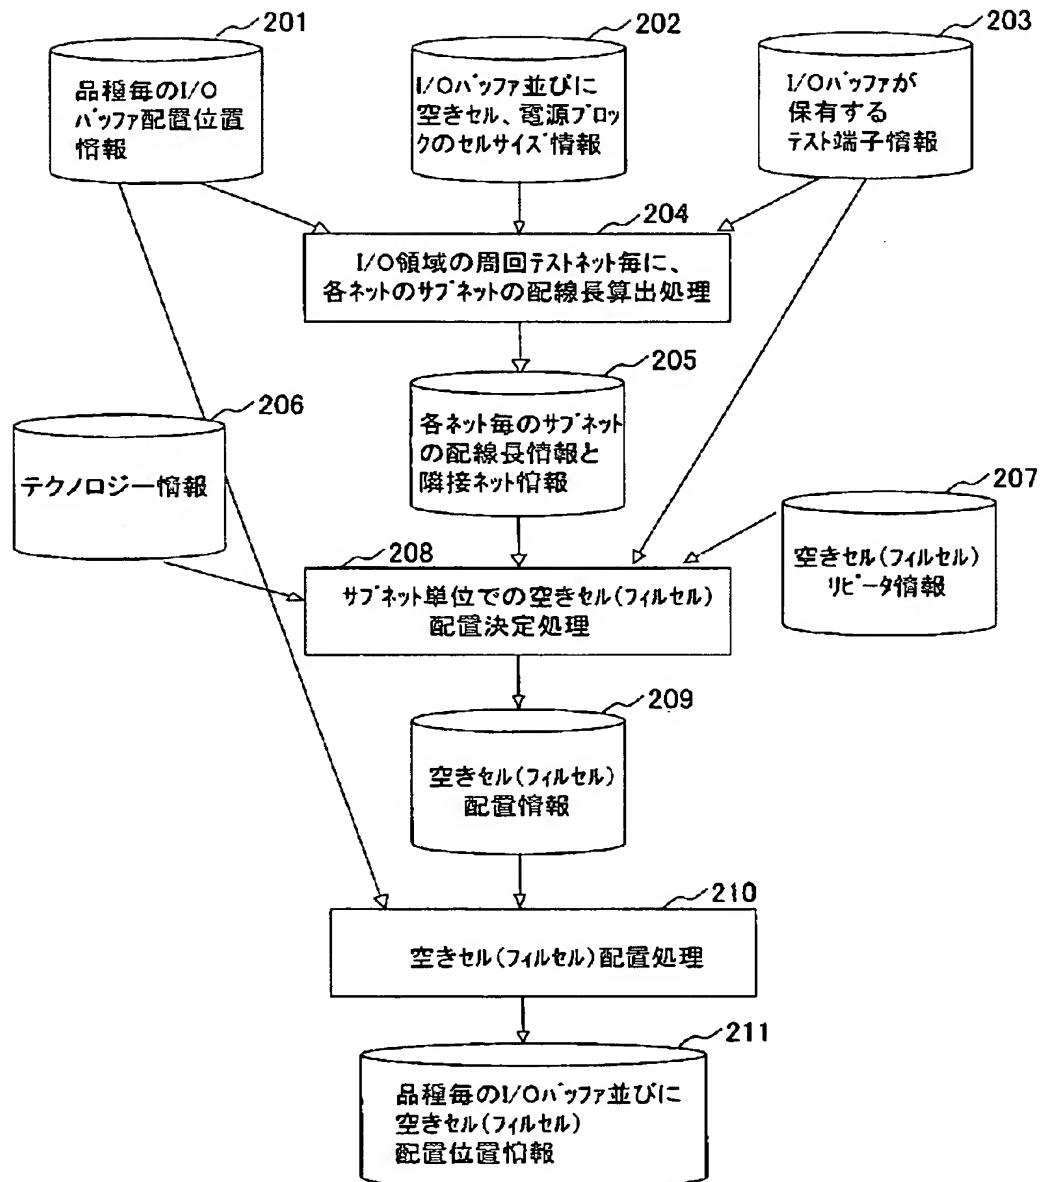 201
品種毎のI/O
バッファ配置位置
情報
202
I/Oバッファ並びに
空きセル、電源ブロッ
クのセルサイズ情報
203
I/Oバッファが
保有する
テスト端子情報
204
I/O領域の周回テストネット毎に、
各ネットのサブネットの配線長算出処理
205
各ネット毎のサブネット
の配線長情報と
隣接ネット情報
206
テクノロジー情報
207
空きセル(フィルセル)
リピータ情報
208
サブネット単位での空きセル(フィルセル)
配置決定処理
209
空きセル(フィルセル)
配置情報
210
空きセル(フィルセル)配置処理
211
品種毎のI/Oバッファ並びに
空きセル(フィルセル)
配置位置情報